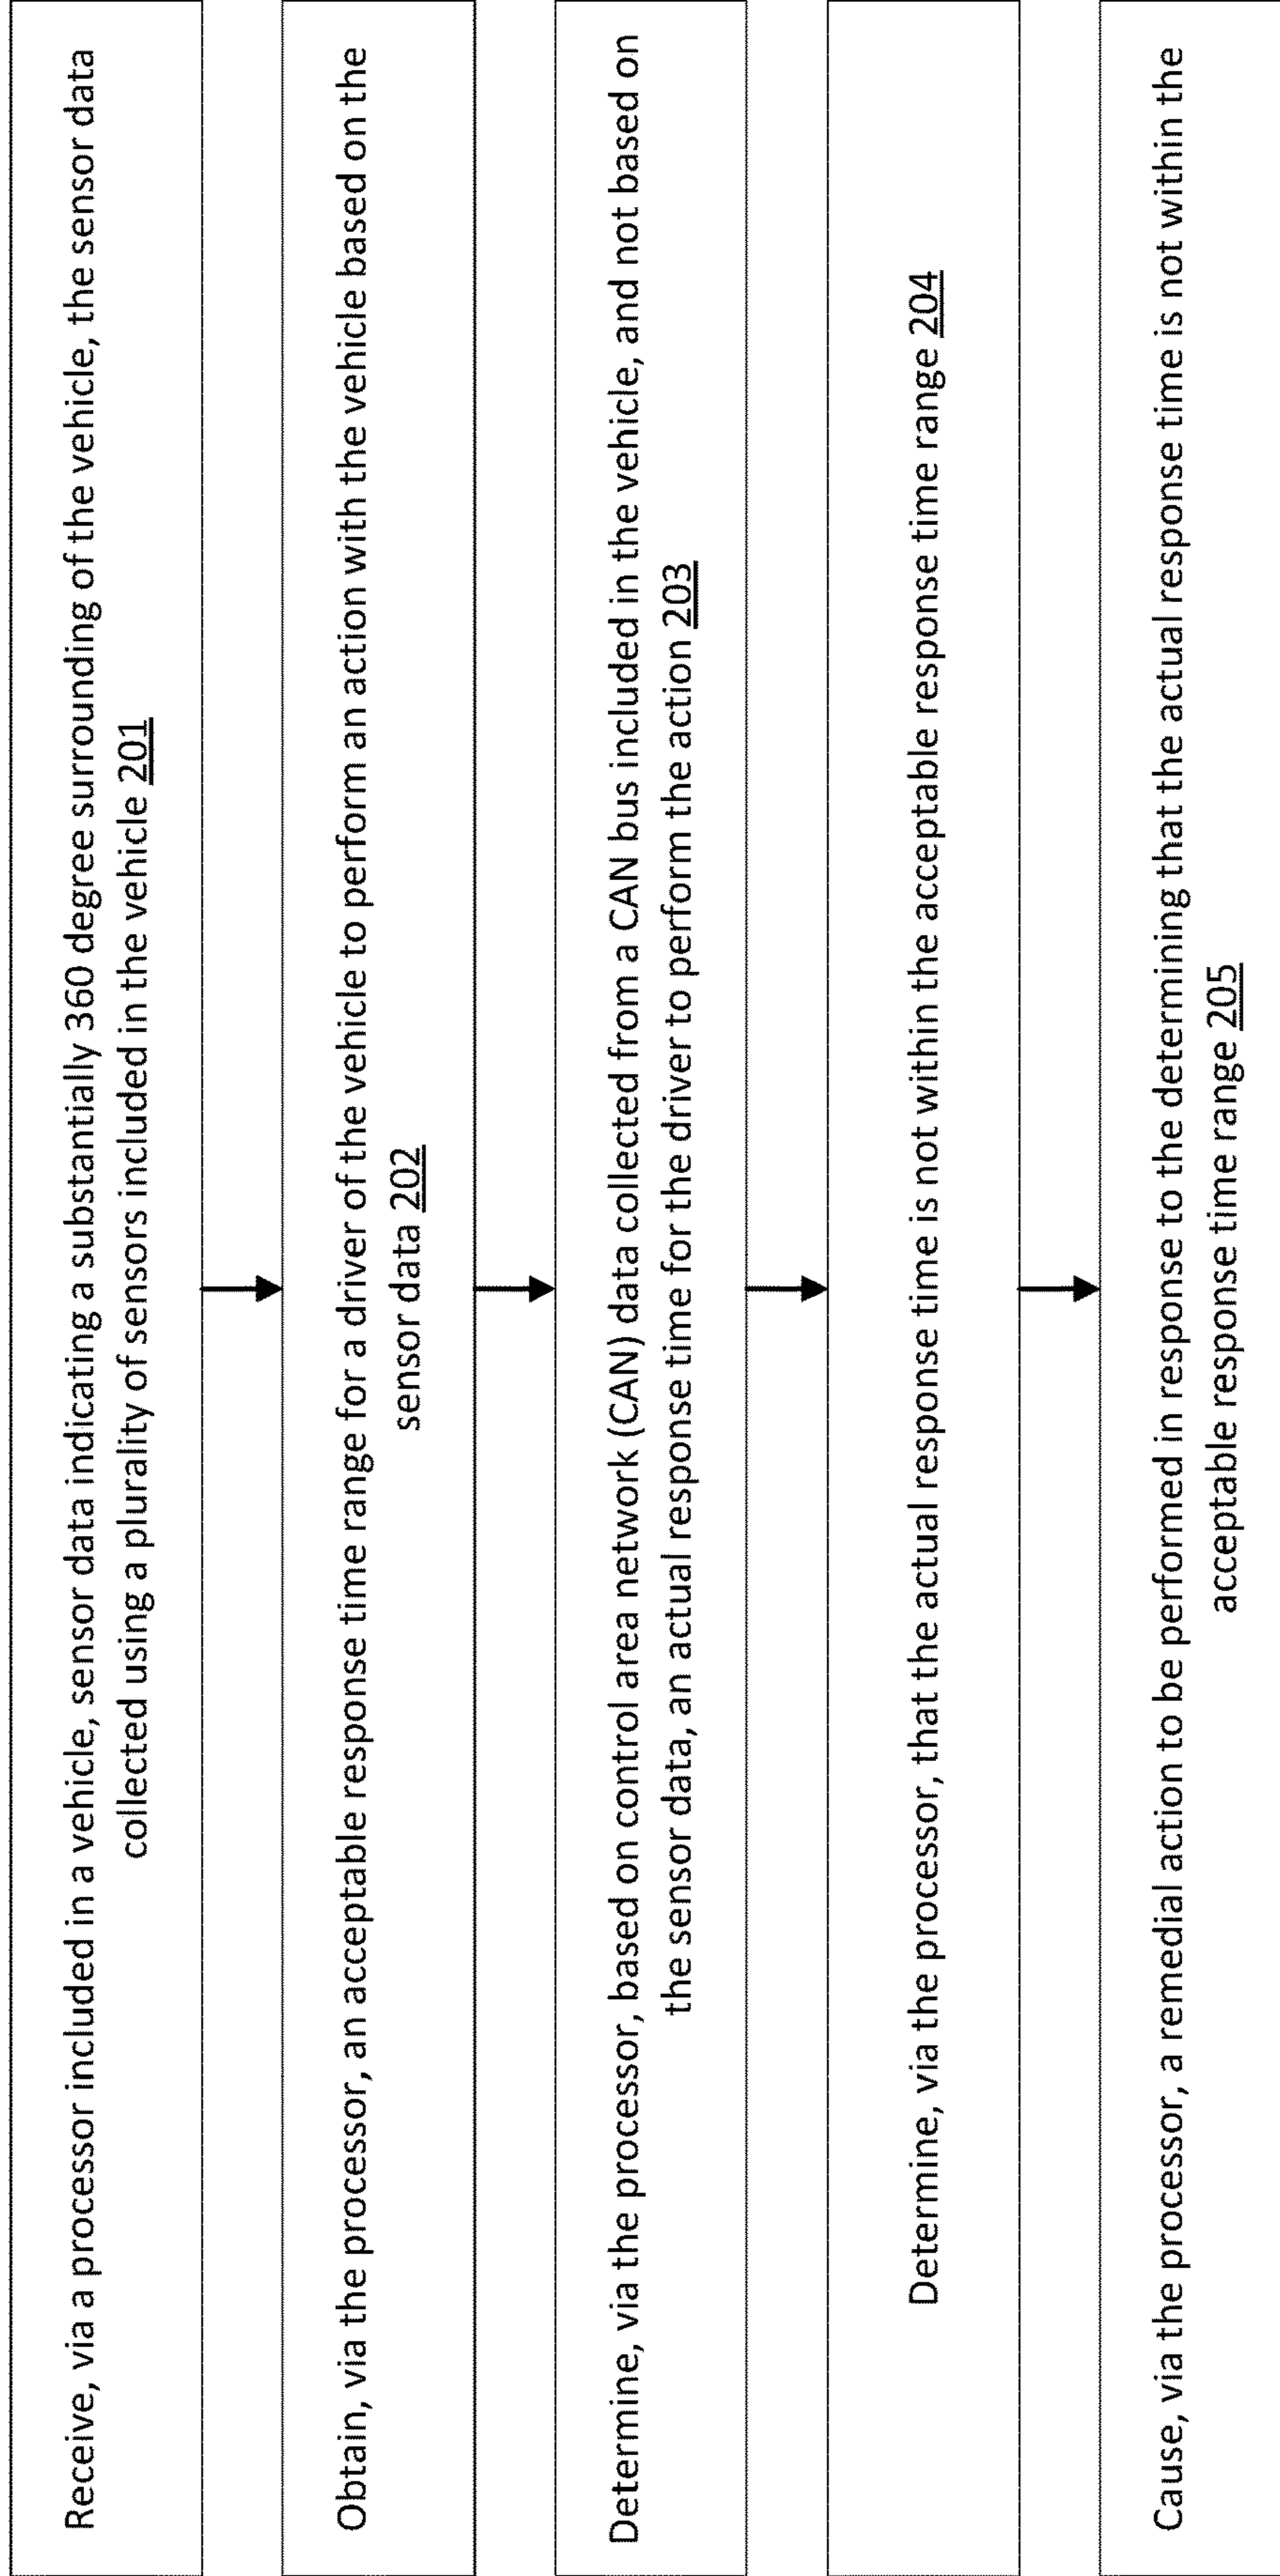 Receive, via a processor included in a vehicle, sensor data indicating a substantially 360 degree surrounding of the vehicle, the sensor data
collected using a plurality of sensors included in the vehicle 201
Obtain, via the processor, an acceptable response time range for a driver of the vehicle to perform an action with the vehicle based on the
sensor data 202
Determine, via the processor, based on control area network (CAN) data collected from a CAN bus included in the vehicle, and not based on
the sensor data, an actual response time for the driver to perform the action 203
Determine, via the processor, that the actual response time is not within the acceptable response time range 204
Cause, via the processor, a remedial action to be performed in response to the determining that the actual response time is not within the
acceptable response time range 205